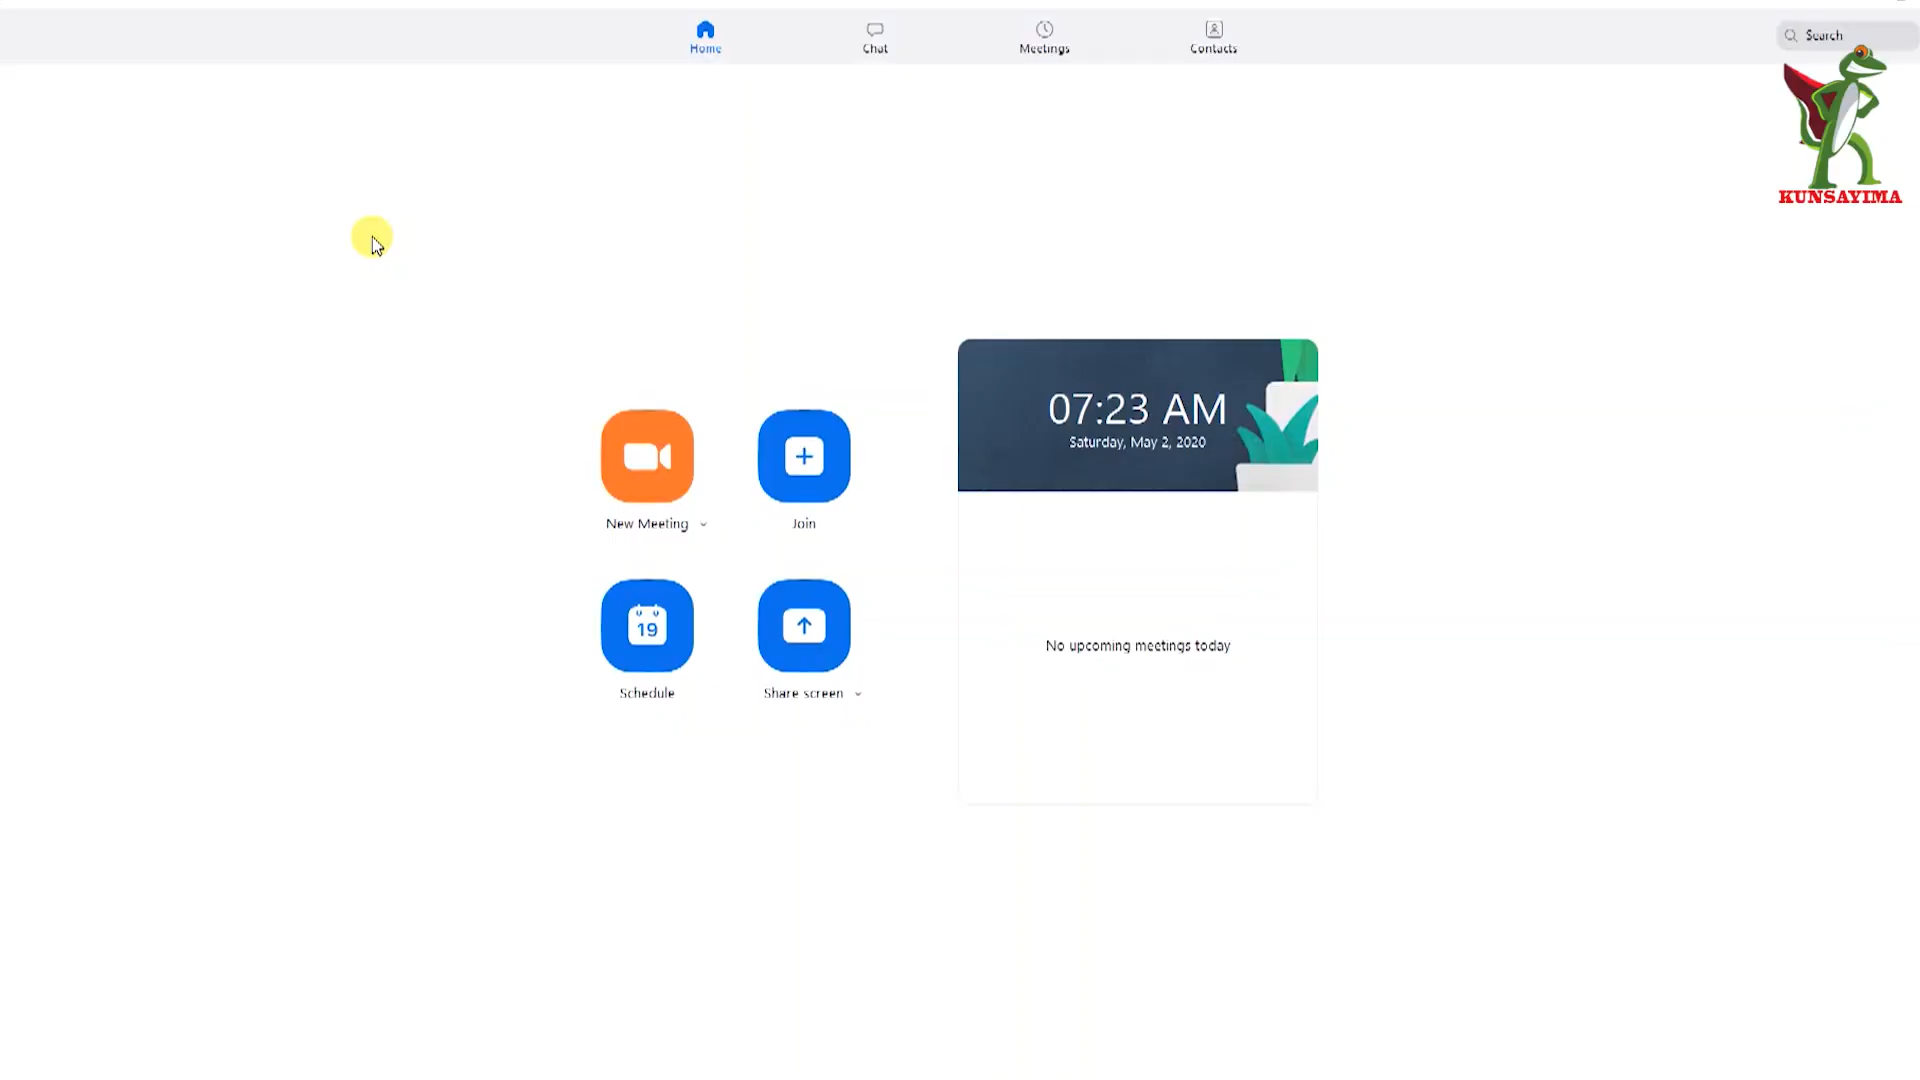 Home
Chat
Meetings
Contacts
Search
KUNSAYIMA
07:23 AM
Saturday, May 2, 2020
New Meeting
Join
19
Schedule
Share screen
No upcoming meetings today